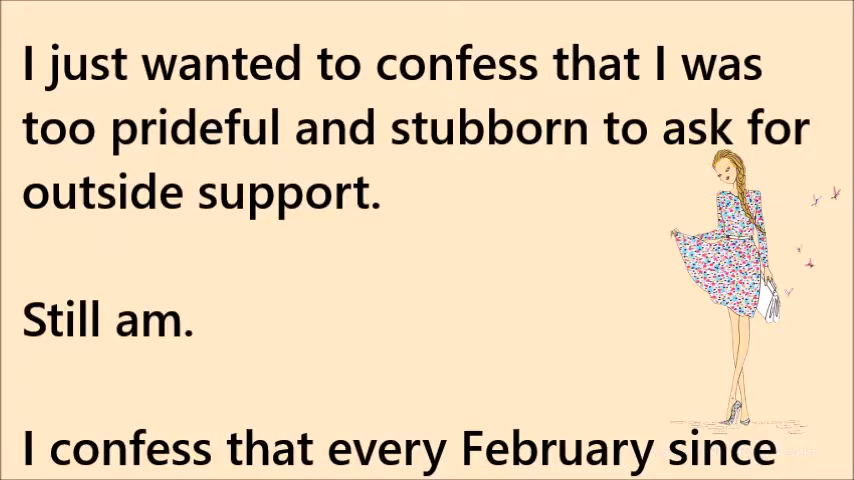 I just wanted to confess that I was
too prideful and stubborn to ask for
outside support.
Still am.
I confess that every February since